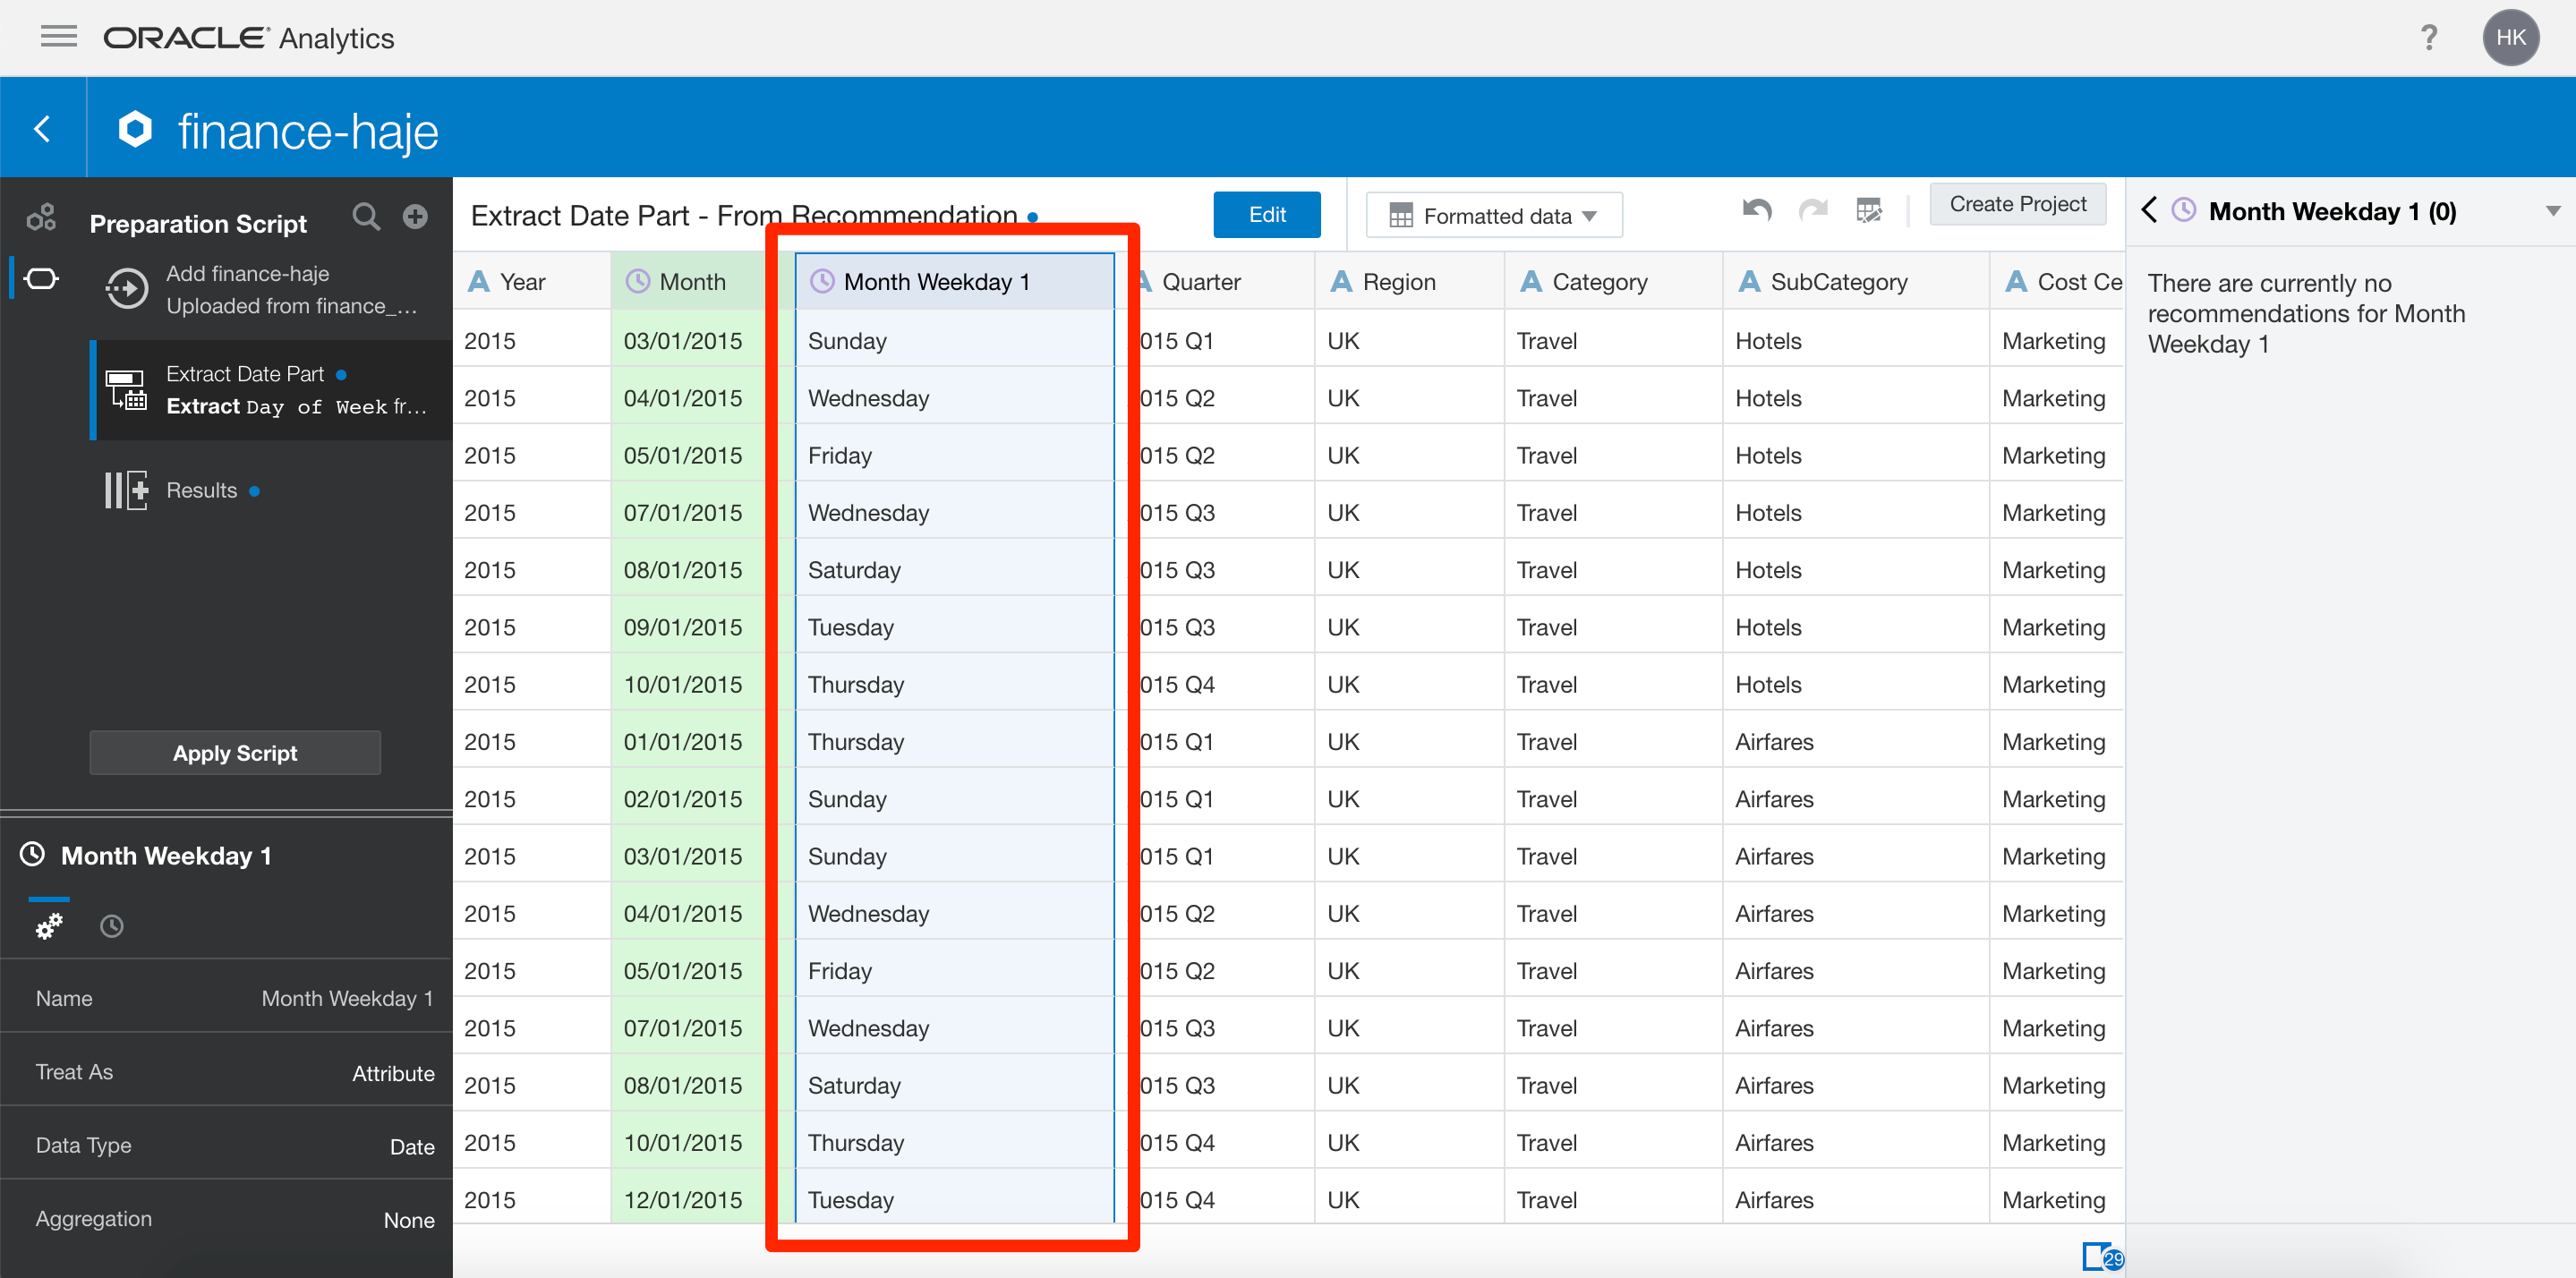 ORACLE Analytics
?
HK
finance-haje
Preparation Script
Add finance-haje
Uploaded from finance_...
Extract Date Part
Extract Day of Week fr...
Results
Apply Script
Month Weekday 1
Name Month Weekday 1
Treat As Attribute
Data Type Date
Aggregation None
Extract Date Part - From Recommendation
Edit
Formatted data
Create Project
A Year Month Month Weekday 1 A Quarter A Region A Category A SubCategory A Cost Ce
2015 03/01/2015 Sunday 015 Q1 UK Travel Hotels Marketing
2015 04/01/2015 Wednesday 015 Q2 UK Travel Hotels Marketing
2015 05/01/2015 Friday 015 Q2 UK Travel Hotels Marketing
2015 07/01/2015 Wednesday 015 Q3 UK Travel Hotels Marketing
2015 08/01/2015 Saturday 015 Q3 UK Travel Hotels Marketing
2015 09/01/2015 Tuesday 015 Q3 UK Travel Hotels Marketing
2015 10/01/2015 Thursday 015 Q4 UK Travel Hotels Marketing
2015 01/01/2015 Thursday 015 Q1 UK Travel Airfares Marketing
2015 02/01/2015 Sunday 015 Q1 UK Travel Airfares Marketing
2015 03/01/2015 Sunday 015 Q1 UK Travel Airfares Marketing
2015 04/01/2015 Wednesday 015 Q2 UK Travel Airfares Marketing
2015 05/01/2015 Friday 015 Q2 UK Travel Airfares Marketing
2015 07/01/2015 Wednesday 015 Q3 UK Travel Airfares Marketing
2015 08/01/2015 Saturday 015 Q3 UK Travel Airfares Marketing
2015 10/01/2015 Thursday 015 Q4 UK Travel Airfares Marketing
2015 12/01/2015 Tuesday 015 Q4 UK Travel Airfares Marketing
29
Month Weekday 1 (0)
There are currently no
recommendations for Month
Weekday 1